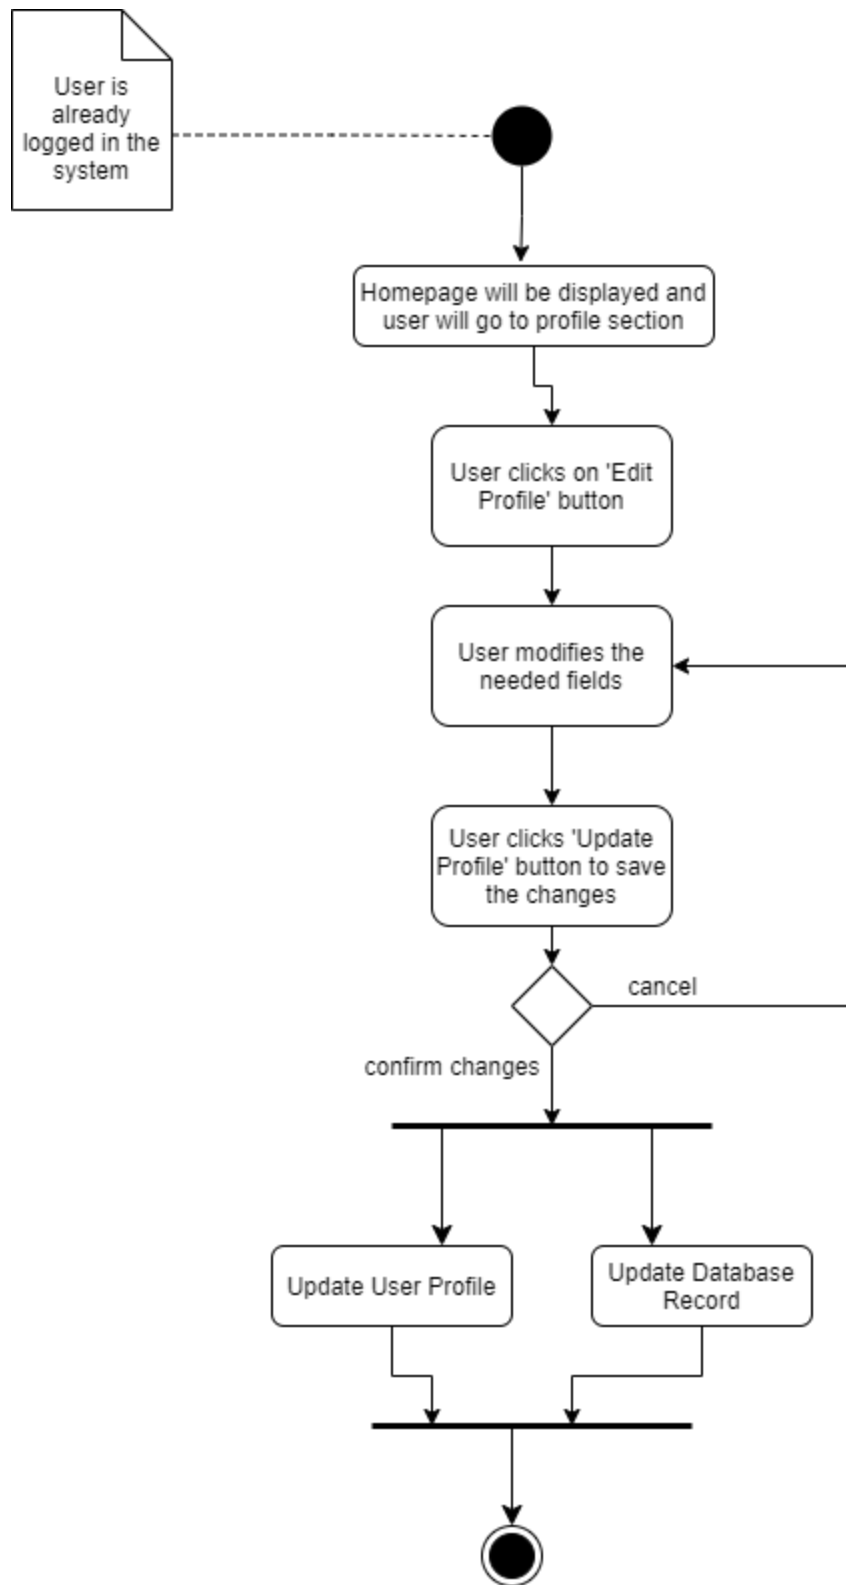 User is
already
logged in the
system
Homepage will be displayed and
user will go to profile section
User clicks on 'Edit
Profile' button
User modifies the
needed fields
User clicks 'Update
Profile' button to save
the changes
cancel
confirm changes
Update User Profile
Update Database
Record